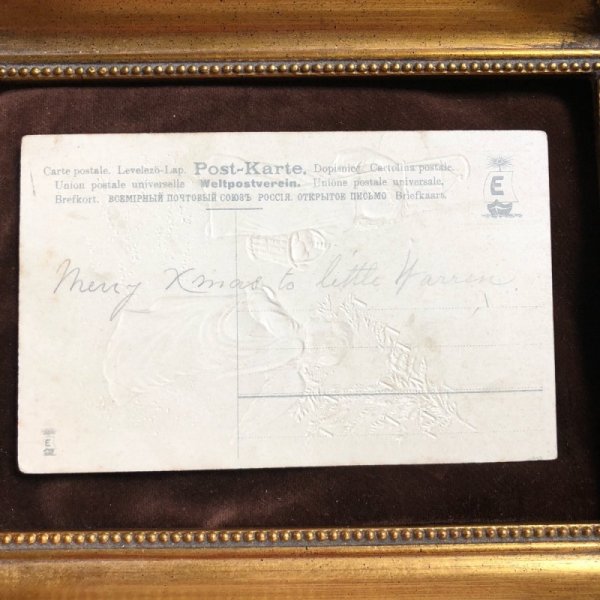 Carte postale. Levelező-Lap. Post-Karte. Dopisnice Cartolina postale.
Union postale universelle Weltpostverein. Unione postale universale.
Brefkort. ВСЕМІРНЫЙ ПОЧТОВЫЙ СОЮЗЪ РОССІЯ. ОТКРЫТОЕ ПИСЬМО Briefkaart.
E
Merry Xmas to little Warren.
E